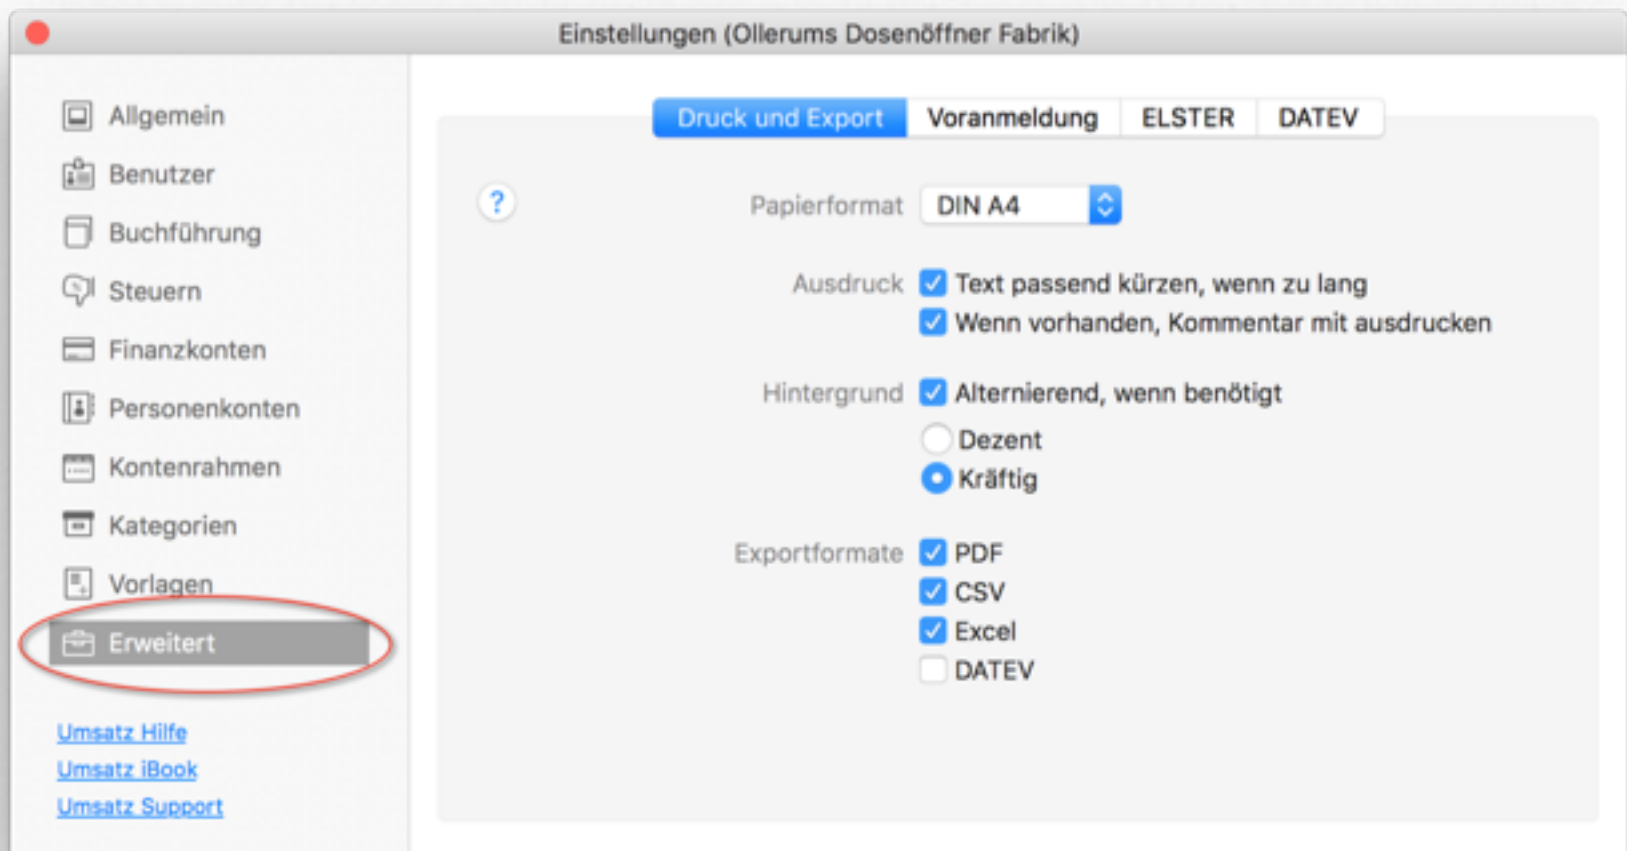 Einstellungen (Ollerums Dosenöffner Fabrik)
Allgemein
Benutzer
Buchführung
Steuern
Finanzkonten
Personenkonten
Kontenrahmen
Kategorien
Vorlagen
Erweitert
Umsatz Hilfe
Umsatz iBook
Umsatz Support
Druck und Export Voranmeldung ELSTER DATEV
?
Papierformat DIN A4
Ausdruck Text passend kürzen, wenn zu lang
Wenn vorhanden, Kommentar mit ausdrucken
Hintergrund Alternierend, wenn benötigt
Dezent
Kräftig
Exportformate PDF
CSV
Excel
DATEV